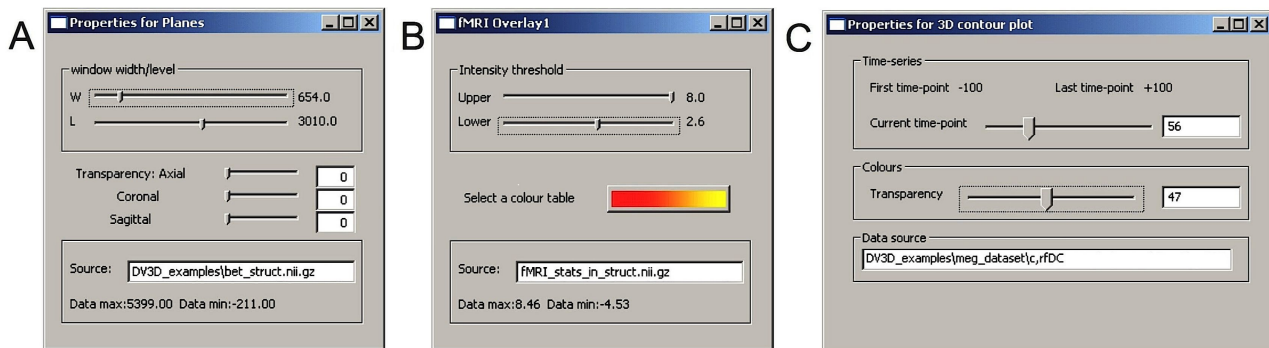 A
Properties for Planes
window width/level
W 654.0
L 3010.0
Transparency: Axial 0
Coronal 0
Sagittal 0
Source: DV3D_examples\bet_struct.nii.gz
Data max:5399.00 Data min:-211.00
B
fMRI Overlay1
Intensity threshold
Upper 8.0
Lower 2.6
Select a colour table
Source: fMRI_stats_in_struct.nii.gz
Data max:8.46 Data min:-4.53
C
Properties for 3D contour plot
Time-series
First time-point -100 Last time-point +100
Current time-point 56
Colours
Transparency 47
Data source
DV3D_examples\meg_dataset\c,rfDC